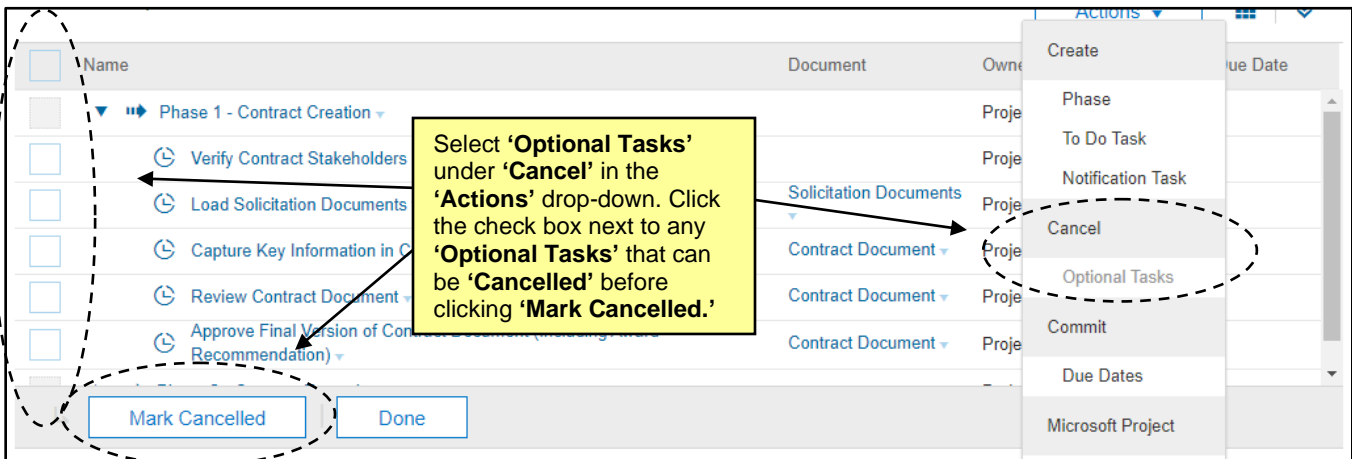 Actions
Name Document Owne ue Date
Create
Phase 1 - Contract Creation Proje
Phase
To Do Task
Verify Contract Stakeholders Proje
Notification Task
Load Solicitation Documents Solicitation Documents Proje
Cancel
Capture Key Information in C Contract Document Proje
Optional Tasks
Review Contract Document Contract Document Proje
Commit
Approve Final Version of Contract Document (Including Award
Recommendation) Contract Document Proje
Due Dates
Mark Cancelled Done
Microsoft Project
Select ‘Optional Tasks’
under ‘Cancel’ in the
‘Actions’ drop-down. Click
the check box next to any
‘Optional Tasks’ that can
be ‘Cancelled’ before
clicking ‘Mark Cancelled.’